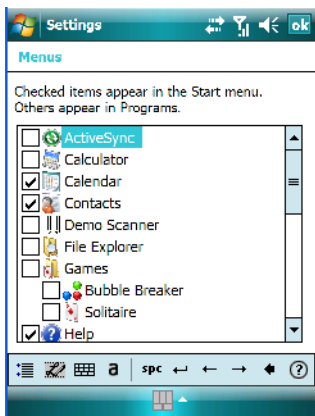 Settings
ok
Menus
Checked items appear in the Start menu.
Others appear in Programs.
ActiveSync
Calculator
Calendar
Contacts
Demo Scanner
File Explorer
Games
Bubble Breaker
Solitaire
Help
a spc ?